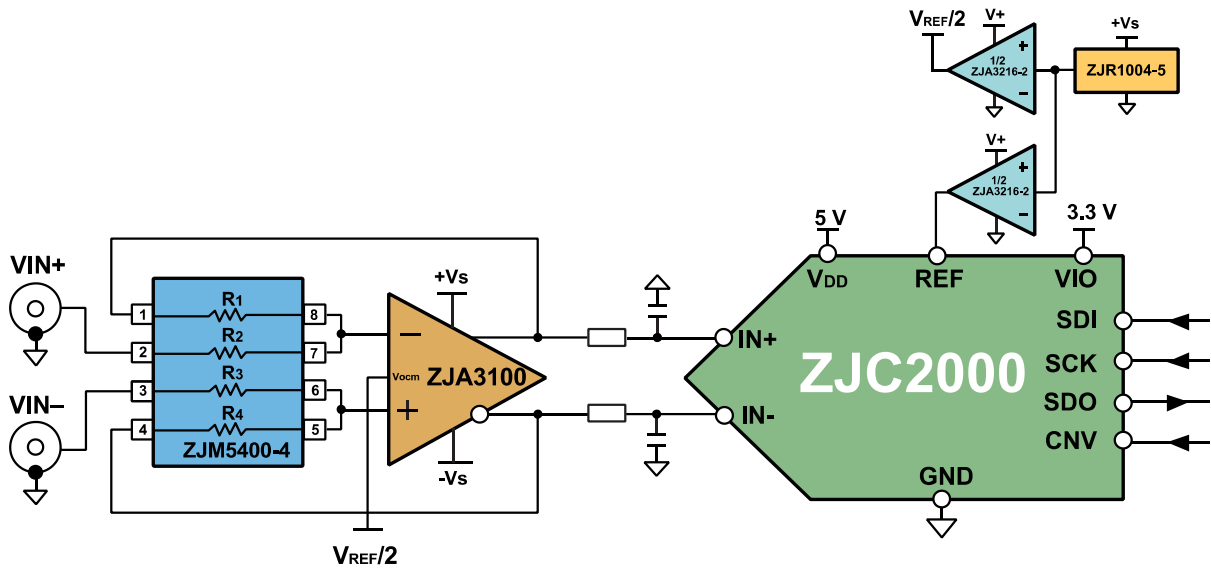 VREF/2
V+
+Vs
1/2
ZJA3216-2
+
−
ZJR1004-5
V+
1/2
ZJA3216-2
+
−
5 V
3.3 V
VDD
REF
VIO
VIN+
VIN−
1
R1
8
2
R2
7
3
R3
6
4
R4
5
ZJM5400-4
+Vs
−
Vocm
ZJA3100
+
-Vs
VREF/2
IN+
IN-
ZJC2000
SDI
SCK
SDO
CNV
GND